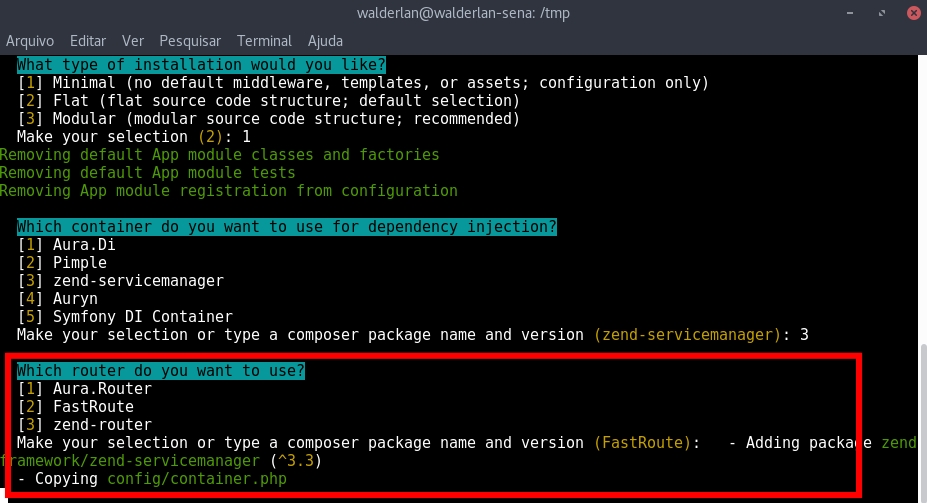 walderlan@walderlan-sena: /tmp
Arquivo Editar Ver Pesquisar Terminal Ajuda
What type of installation would you like?
[1] Minimal (no default middleware, templates, or assets; configuration only)
[2] Flat (flat source code structure; default selection)
[3] Modular (modular source code structure; recommended)
Make your selection (2): 1
Removing default App module classes and factories
Removing default App module tests
Removing App module registration from configuration
Which container do you want to use for dependency injection?
[1] Aura.Di
[2] Pimple
[3] zend-servicemanager
[4] Auryn
[5] Symfony DI Container
Make your selection or type a composer package name and version (zend-servicemanager): 3
Which router do you want to use?
[1] Aura.Router
[2] FastRoute
[3] zend-router
Make your selection or type a composer package name and version (FastRoute):   - Adding package zend
framework/zend-servicemanager (^3.3)
- Copying config/container.php